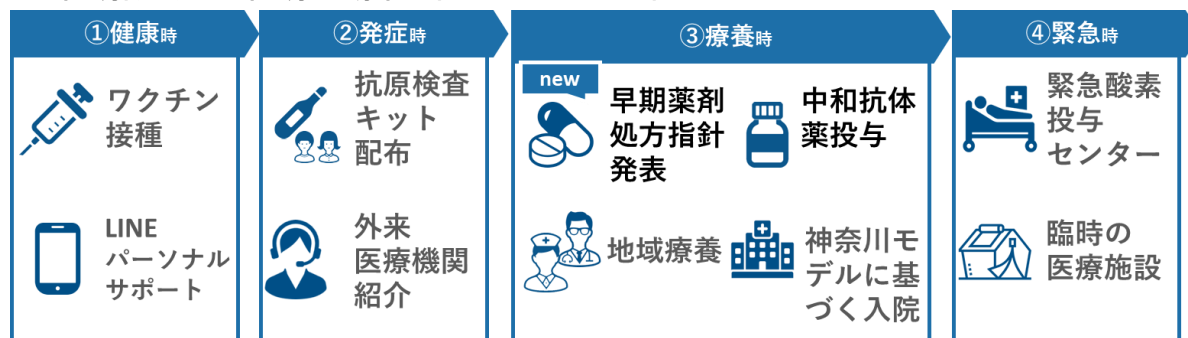 ①健康時
②発症時
③療養時
④緊急時
ワクチン
接種
LINE
パーソナル
サポート
抗原検査
キット
配布
外来
医療機関
紹介
new
早期薬剤
処方指針
発表
中和抗体
薬投与
地域療養
神奈川モ
デルに基
づく入院
緊急酸素
投与
センター
臨時の
医療施設